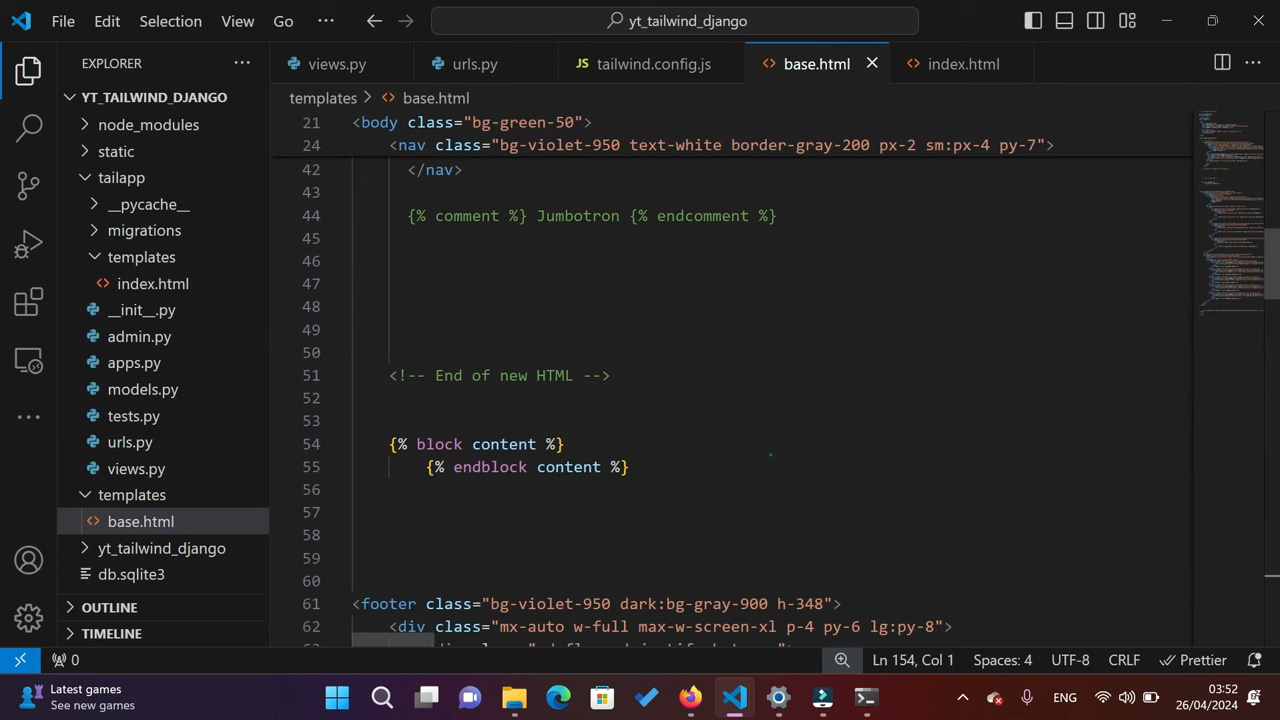 File Edit Selection View Go ··· yt_tailwind_django
EXPLORER ···
YT_TAILWIND_DJANGO
node_modules
static
tailapp
__pycache__
migrations
templates
index.html
__init__.py
admin.py
apps.py
models.py
tests.py
urls.py
views.py
templates
base.html
yt_tailwind_django
db.sqlite3
OUTLINE
TIMELINE
views.py urls.py JS tailwind.config.js base.html index.html ···
templates > base.html
21 <body class="bg-green-50">
24 <nav class="bg-violet-950 text-white border-gray-200 px-2 sm:px-4 py-7">
42 </nav>
43
44 {% comment %} Jumbotron {% endcomment %}
45
46
47
48
49
50
51 <!-- End of new HTML -->
52
53
54 {% block content %}
55 {% endblock content %}
56
57
58
59
60
61 <footer class="bg-violet-950 dark:bg-gray-900 h-348">
62 <div class="mx-auto w-full max-w-screen-xl p-4 py-6 lg:py-8">
0 Ln 154, Col 1 Spaces: 4 UTF-8 CRLF Prettier
Latest games
See new games
ENG
03:52
26/04/2024